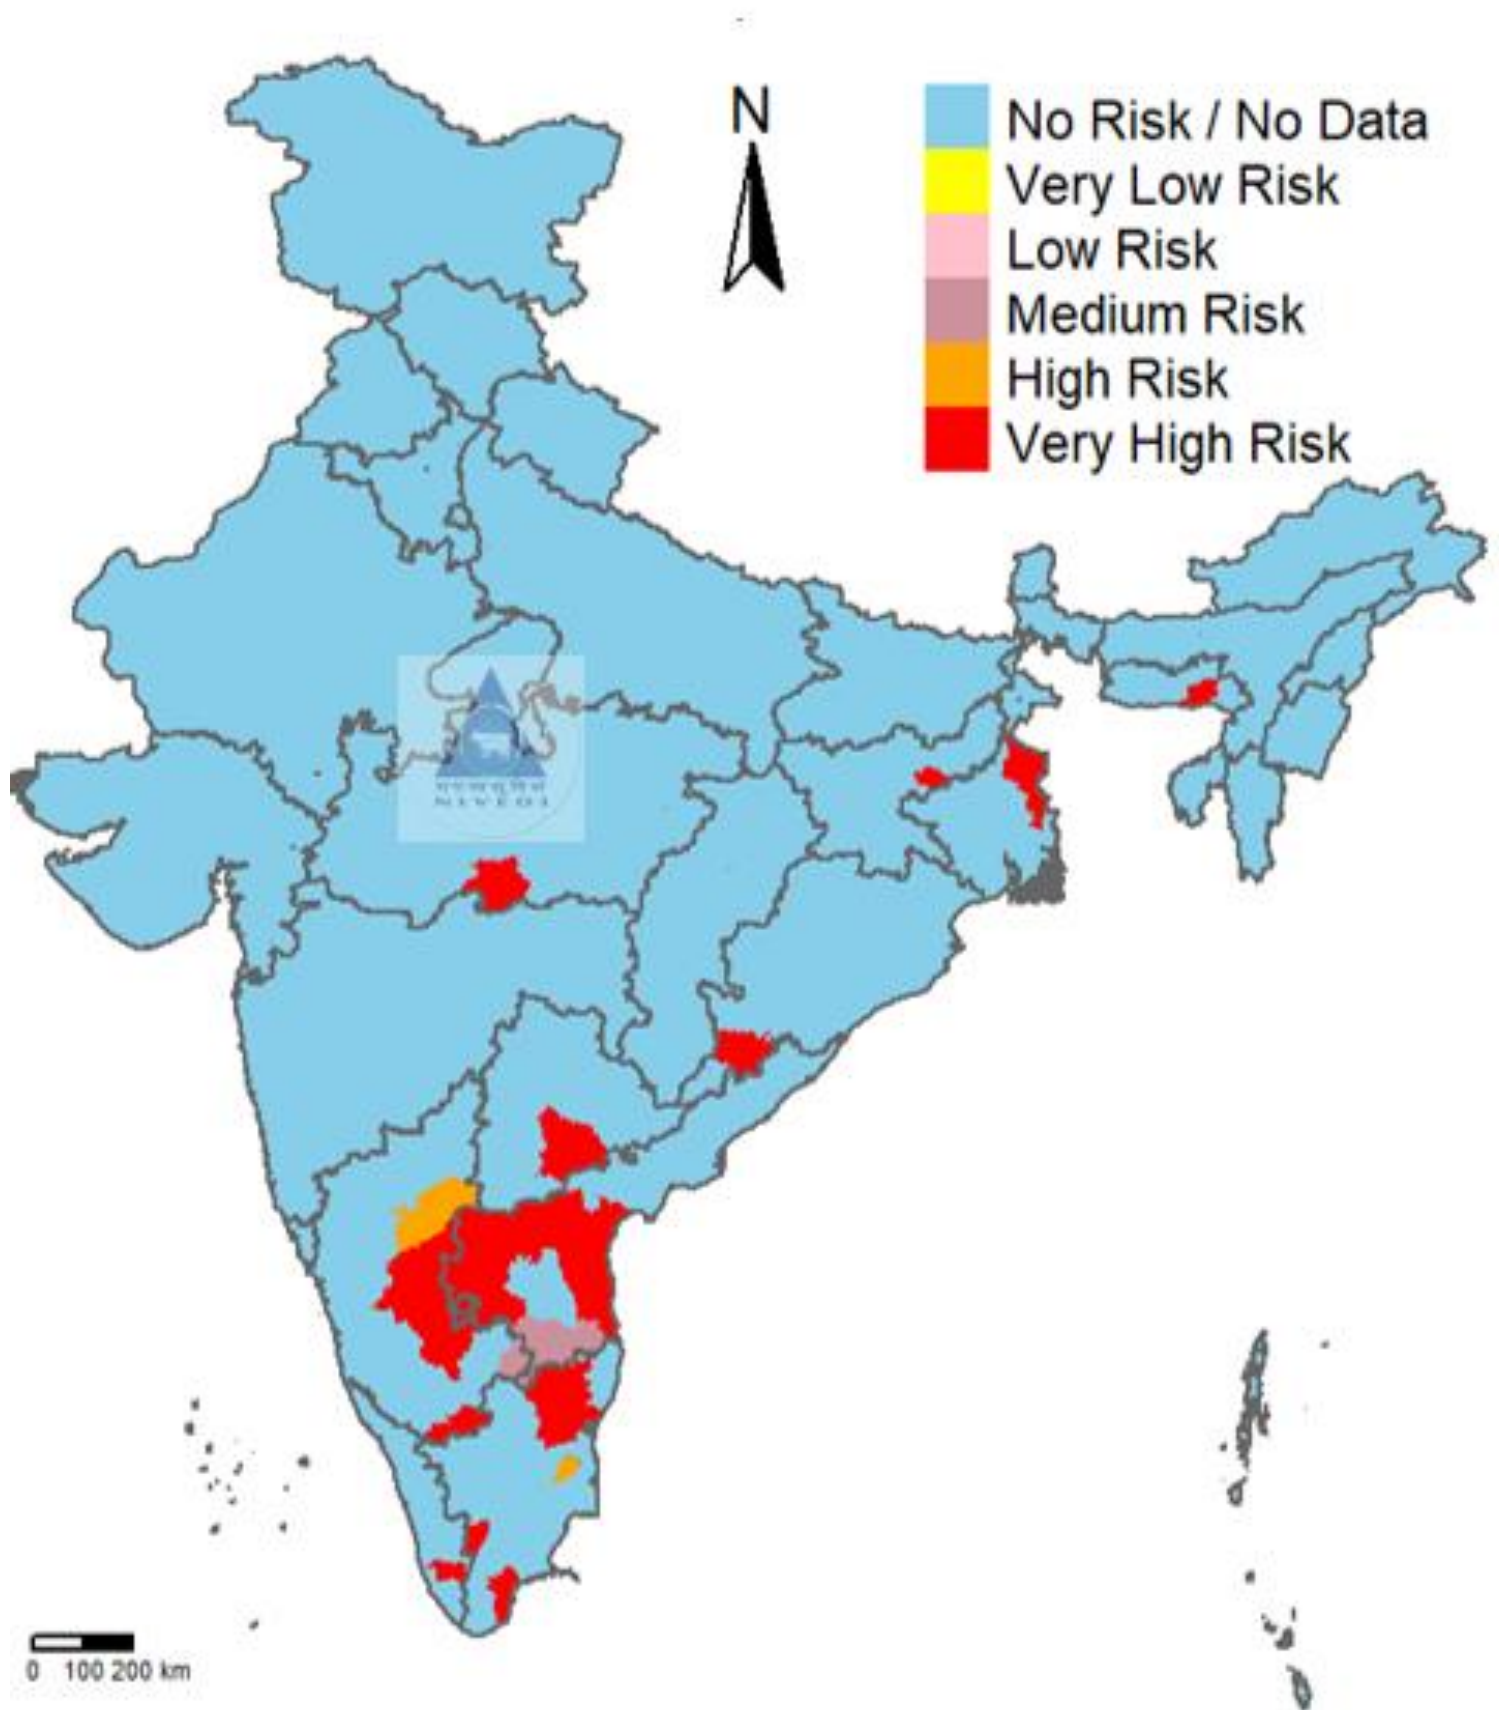 N
No Risk / No Data
Very Low Risk
Low Risk
Medium Risk
High Risk
Very High Risk
NIVEDI
0 100 200 km